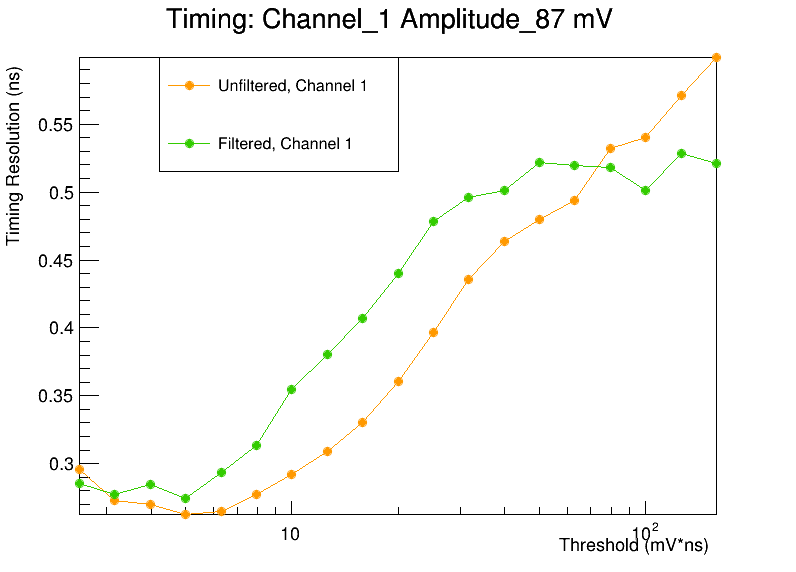 Timing: Channel_1 Amplitude_87 mV
Timing Resolution (ns)
Unfiltered, Channel 1
Filtered, Channel 1
0.55
0.5
0.45
0.4
0.35
0.3
10
10²
Threshold (mV*ns)